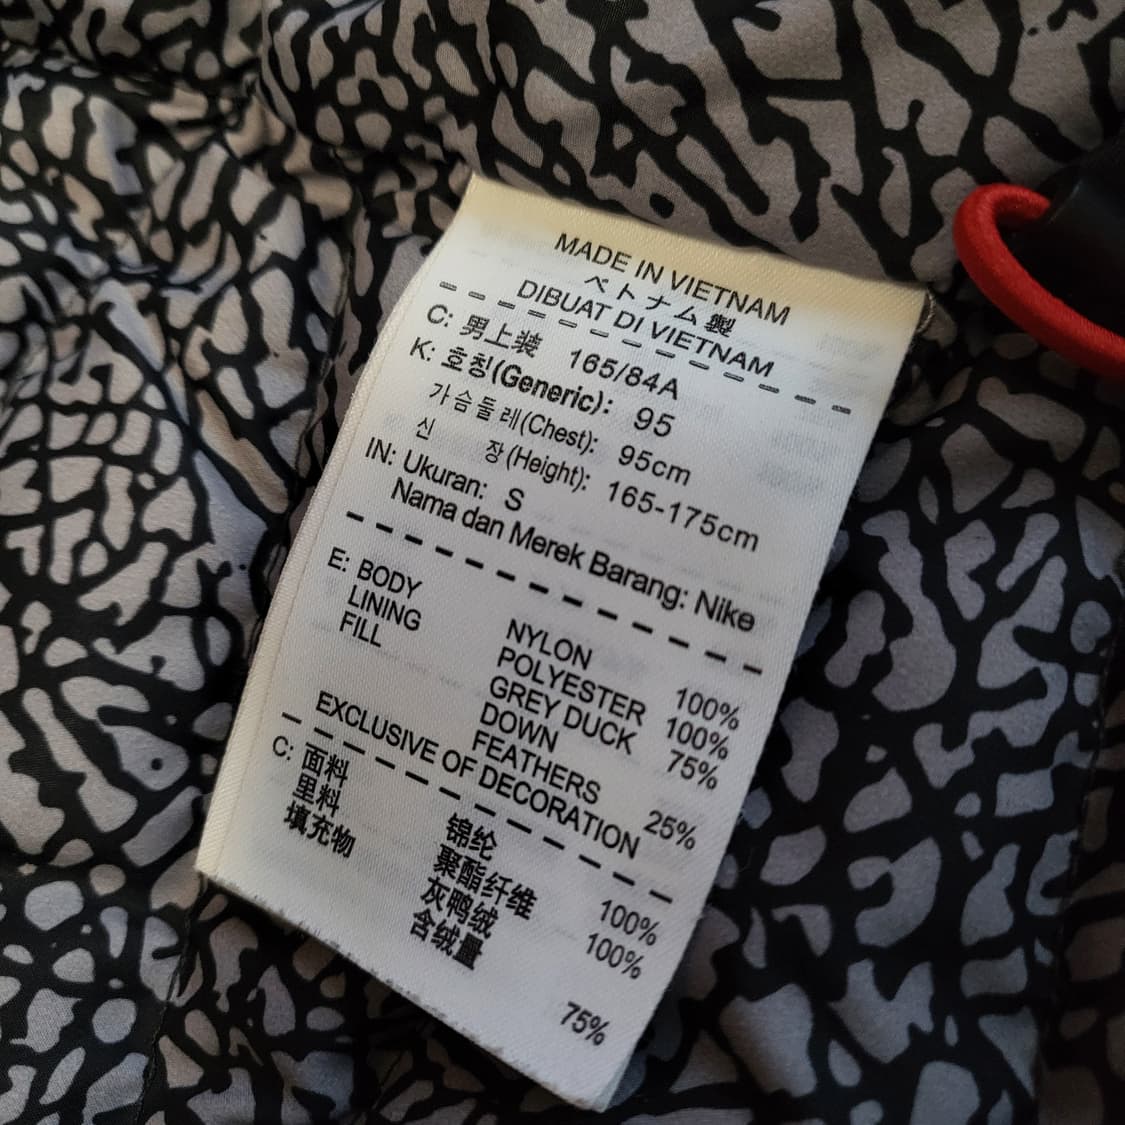 MADE IN VIETNAM
ベトナム製
DIBUAT DI VIETNAM
C: 男上装 165/84A
K: 호칭(Generic): 95
가슴둘레(Chest): 95cm
신 장(Height): 165-175cm
IN: Ukuran: S
Nama dan Merek Barang: Nike
E: BODY NYLON 100%
LINING POLYESTER 100%
FILL GREY DUCK 75%
DOWN
FEATHERS 25%
EXCLUSIVE OF DECORATION
C: 面料 锦纶 100%
里料 聚酯纤维 100%
填充物 灰鸭绒
含绒量 75%